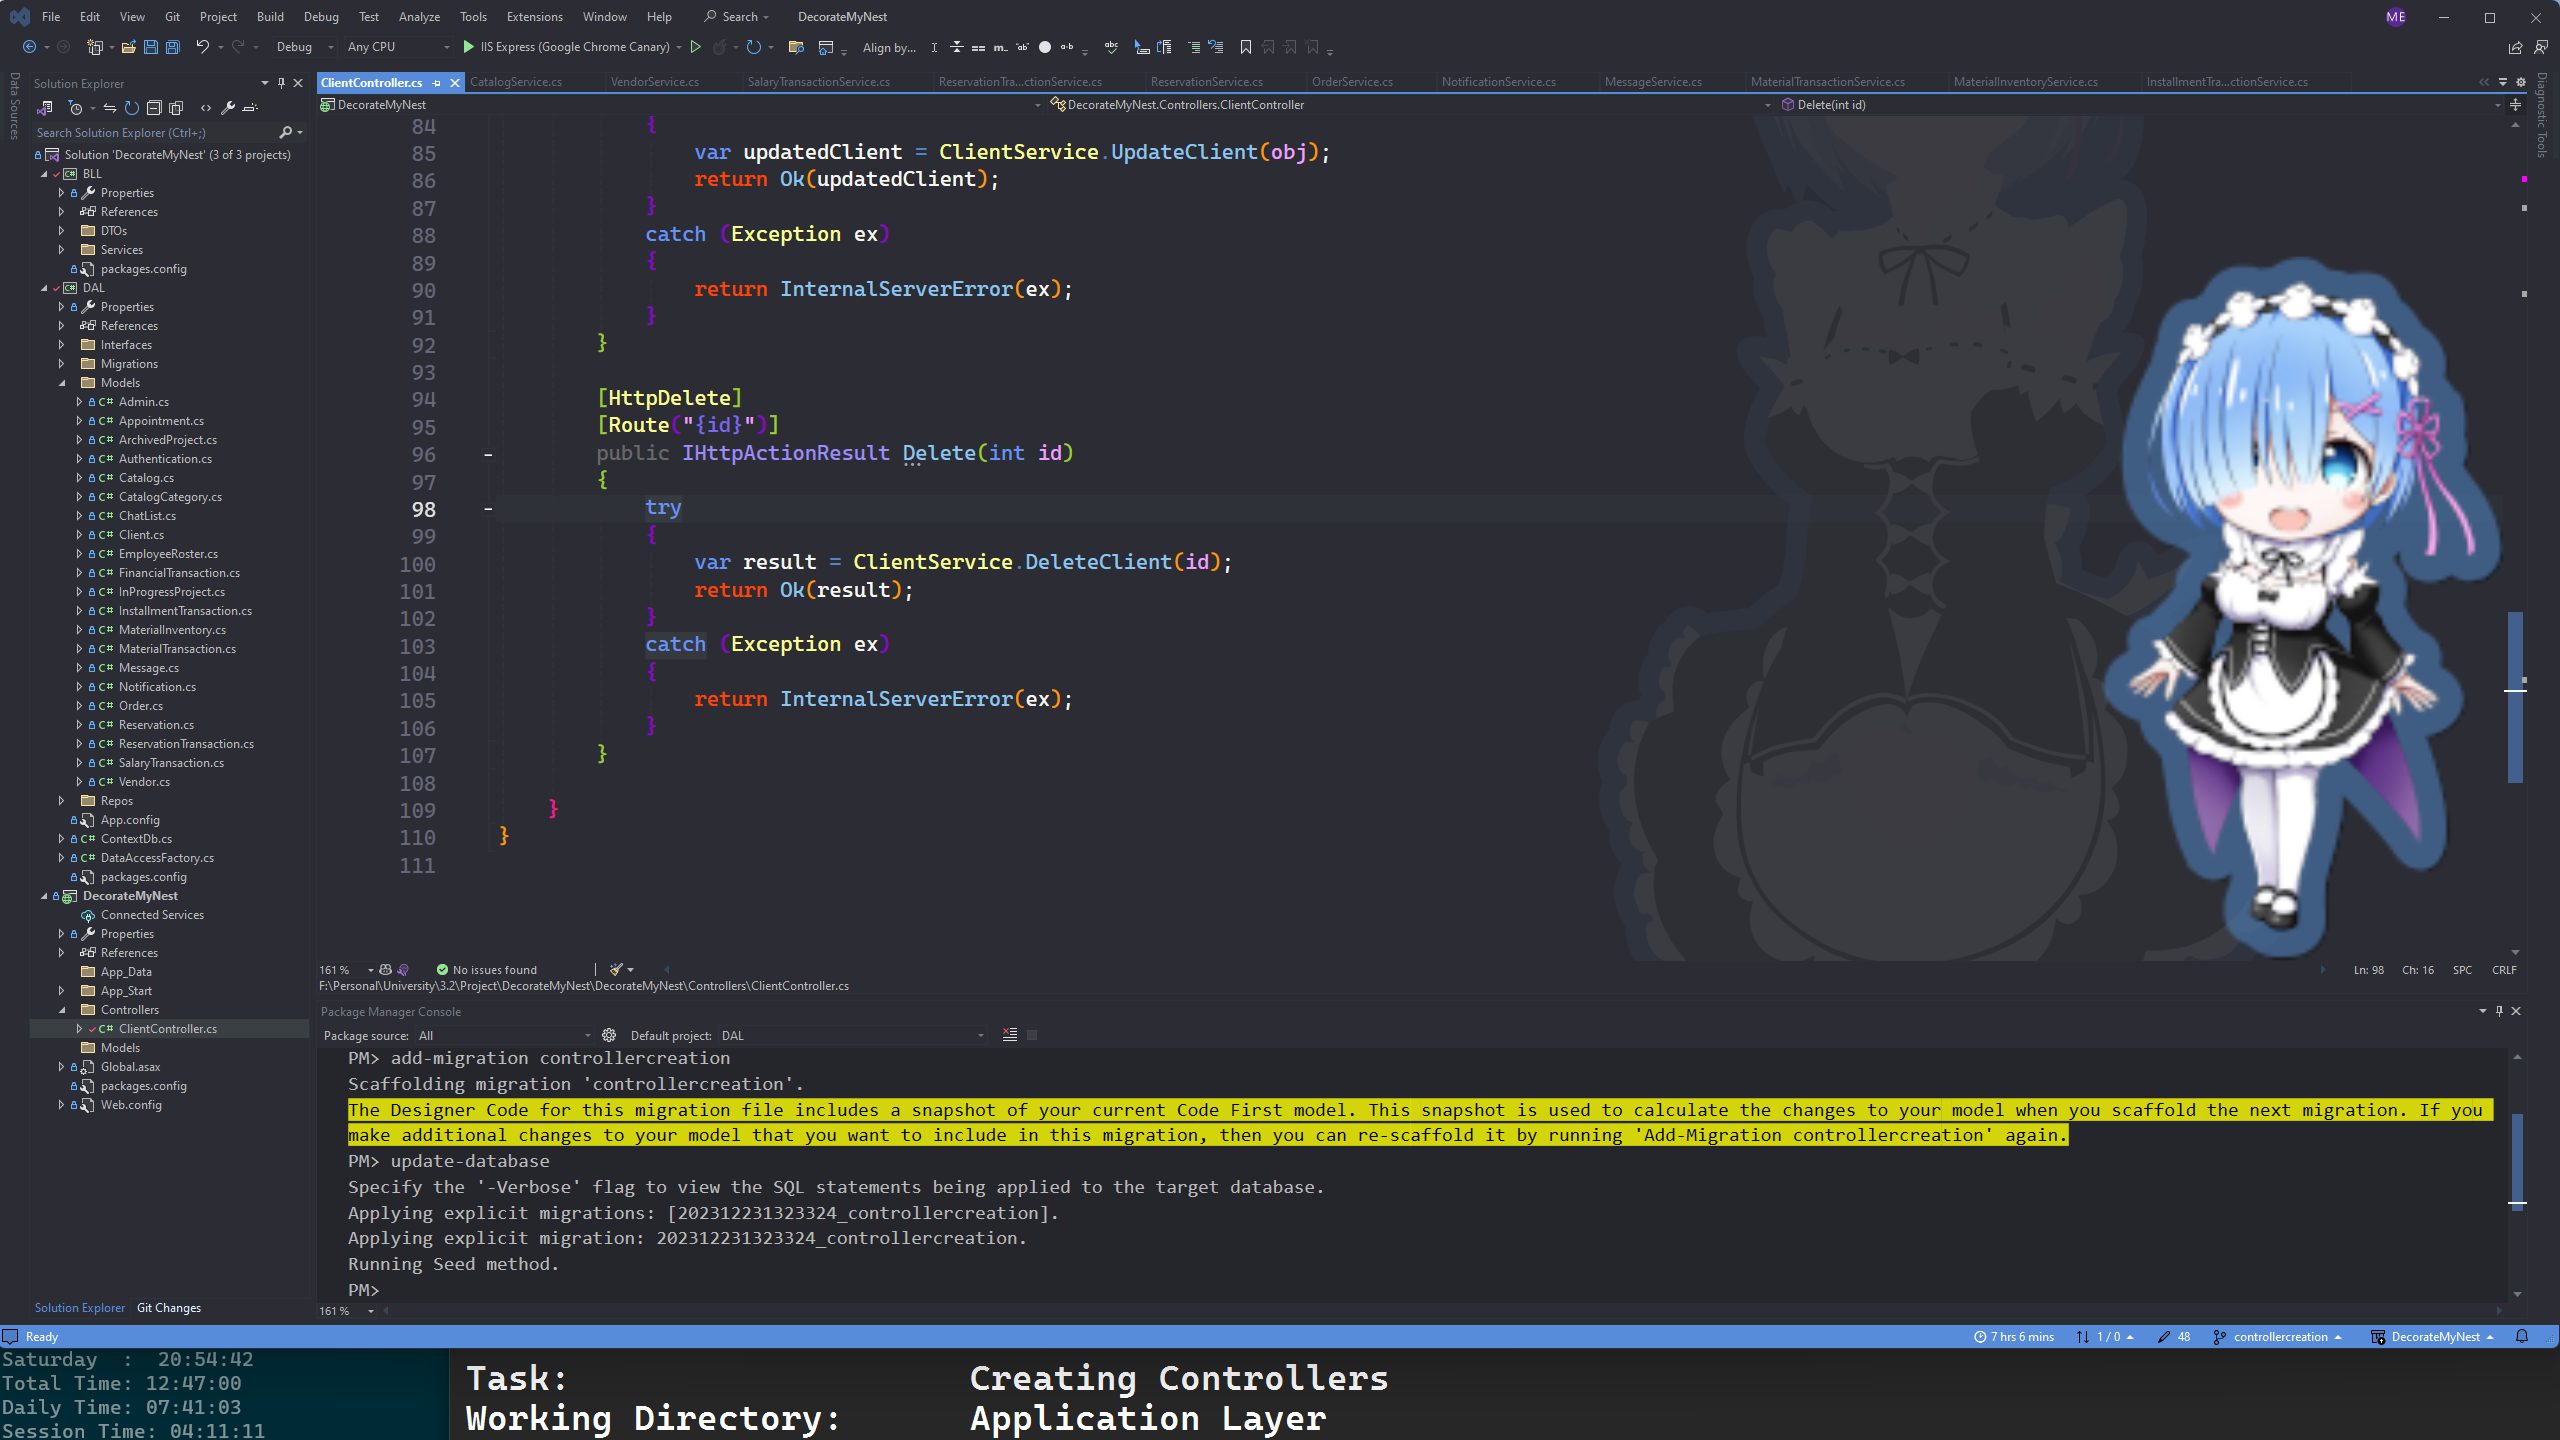 File Edit View Git Project Build Debug Test Analyze Tools Extensions Window Help Search DecorateMyNest ME
Debug Any CPU IIS Express (Google Chrome Canary) Align by...
Data Sources
Solution Explorer
Search Solution Explorer (Ctrl+;)
Solution 'DecorateMyNest' (3 of 3 projects)
BLL
Properties
References
DTOs
Services
packages.config
DAL
Properties
References
Interfaces
Migrations
Models
Admin.cs
Appointment.cs
ArchivedProject.cs
Authentication.cs
Catalog.cs
CatalogCategory.cs
ChatList.cs
Client.cs
EmployeeRoster.cs
FinancialTransaction.cs
InProgressProject.cs
InstallmentTransaction.cs
MaterialInventory.cs
MaterialTransaction.cs
Message.cs
Notification.cs
Order.cs
Reservation.cs
ReservationTransaction.cs
SalaryTransaction.cs
Vendor.cs
Repos
App.config
ContextDb.cs
DataAccessFactory.cs
packages.config
DecorateMyNest
Connected Services
Properties
References
App_Data
App_Start
Controllers
ClientController.cs
Models
Global.asax
packages.config
Web.config
Solution Explorer Git Changes
ClientController.cs CatalogService.cs VendorService.cs SalaryTransactionService.cs ReservationTra...ctionService.cs ReservationService.cs OrderService.cs NotificationService.cs MessageService.cs MaterialTransactionService.cs MaterialInventoryService.cs InstallmentTra...ctionService.cs
DecorateMyNest DecorateMyNest.Controllers.ClientController Delete(int id)
Diagnostic Tools
84 {
85 var updatedClient = ClientService.UpdateClient(obj);
86 return Ok(updatedClient);
87 }
88 catch (Exception ex)
89 {
90 return InternalServerError(ex);
91 }
92 }
93
94 [HttpDelete]
95 [Route("{id}")]
96 public IHttpActionResult Delete(int id)
97 {
98 try
99 {
100 var result = ClientService.DeleteClient(id);
101 return Ok(result);
102 }
103 catch (Exception ex)
104 {
105 return InternalServerError(ex);
106 }
107 }
108
109 }
110 }
111
161 % No issues found Ln: 98 Ch: 16 SPC CRLF
F:\Personal\University\3.2\Project\DecorateMyNest\DecorateMyNest\Controllers\ClientController.cs
Package Manager Console
Package source: All Default project: DAL
PM> add-migration controllercreation
Scaffolding migration 'controllercreation'.
The Designer Code for this migration file includes a snapshot of your current Code First model. This snapshot is used to calculate the changes to your model when you scaffold the next migration. If you
make additional changes to your model that you want to include in this migration, then you can re-scaffold it by running 'Add-Migration controllercreation' again.
PM> update-database
Specify the '-Verbose' flag to view the SQL statements being applied to the target database.
Applying explicit migrations: [202312231323324_controllercreation].
Applying explicit migration: 202312231323324_controllercreation.
Running Seed method.
PM>
161 %
Ready 7 hrs 6 mins 1 / 0 48 controllercreation DecorateMyNest
Saturday : 20:54:42
Total Time: 12:47:00
Daily Time: 07:41:03
Session Time: 04:11:11
Task: Creating Controllers
Working Directory: Application Layer